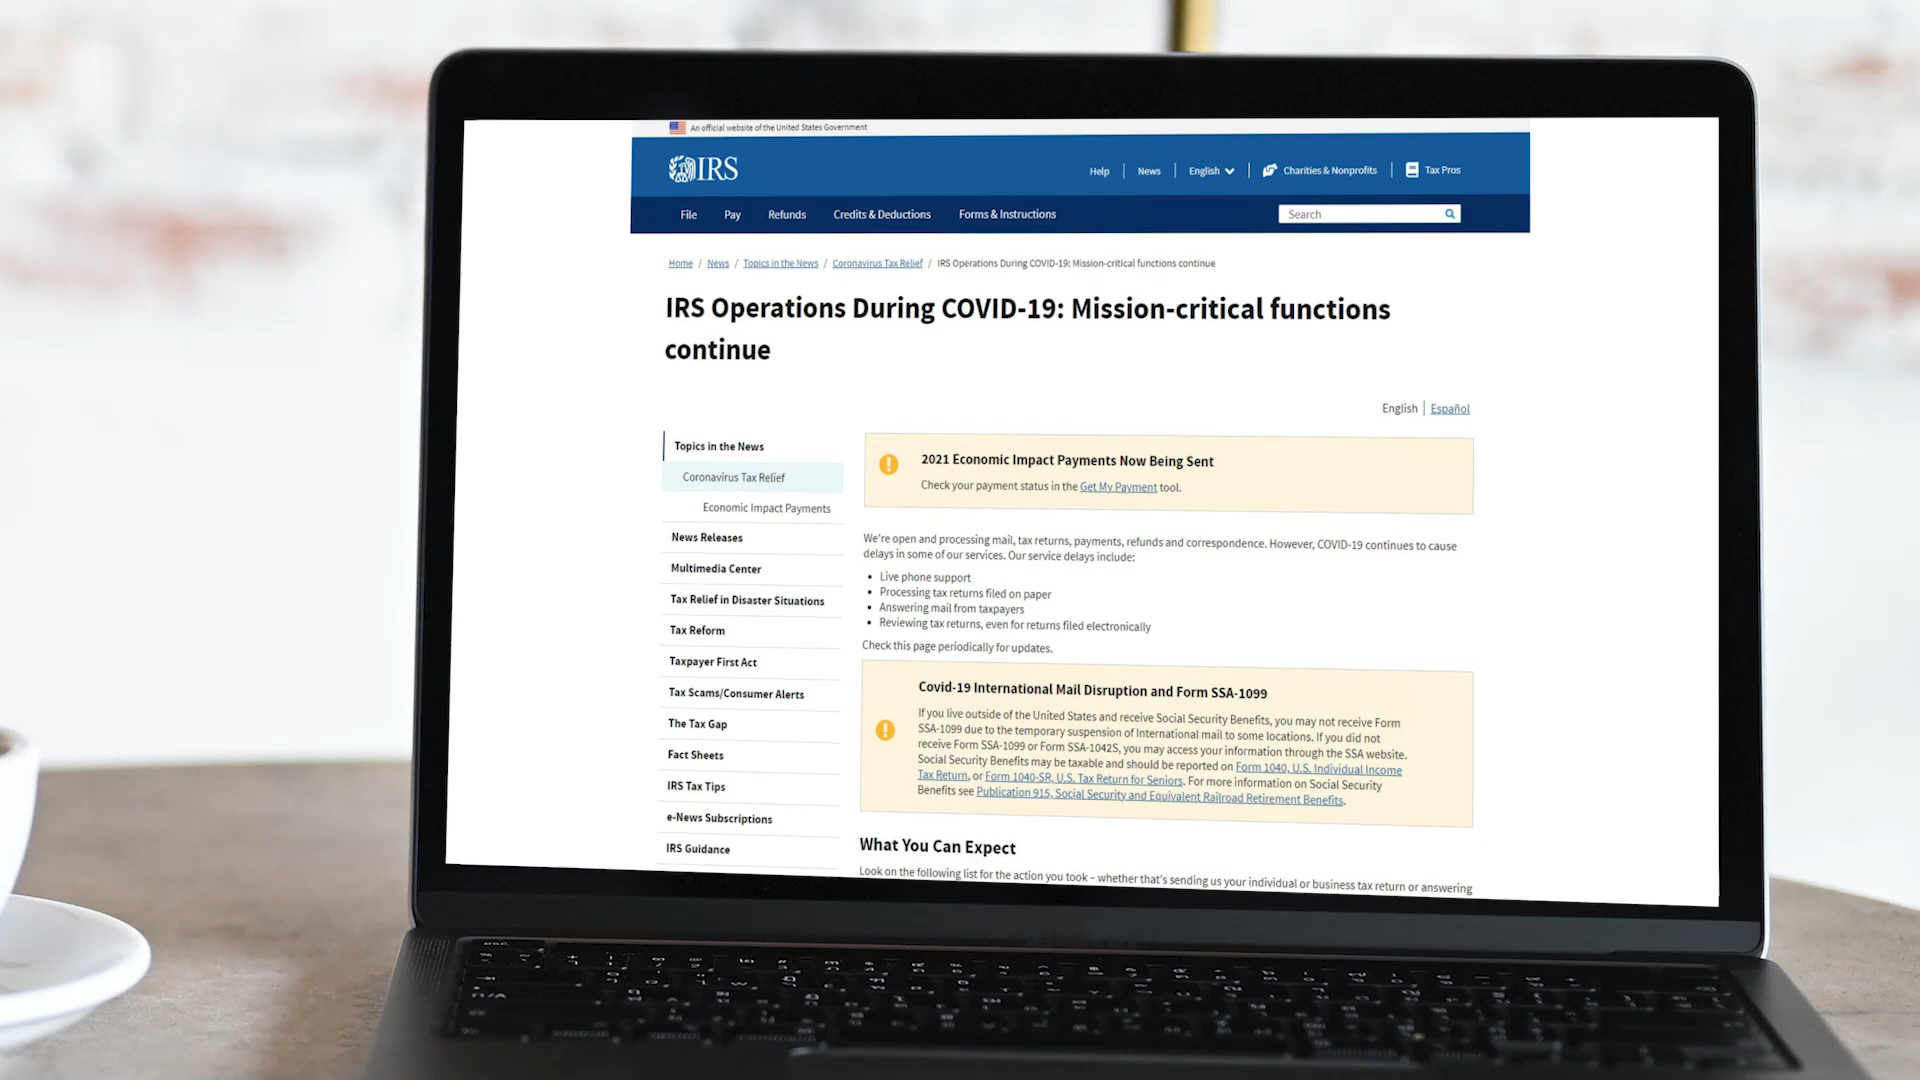 An official website of the United States Government
IRS
Help
News
English
Charities & Nonprofits
Tax Pros
File
Pay
Refunds
Credits & Deductions
Forms & Instructions
Search
Home / News / Topics in the News / Coronavirus Tax Relief / IRS Operations During COVID-19: Mission-critical functions continue
IRS Operations During COVID-19: Mission-critical functions
continue
English | Español
Topics in the News
Coronavirus Tax Relief
Economic Impact Payments
News Releases
Multimedia Center
Tax Relief in Disaster Situations
Tax Reform
Taxpayer First Act
Tax Scams/Consumer Alerts
The Tax Gap
Fact Sheets
IRS Tax Tips
e-News Subscriptions
IRS Guidance
2021 Economic Impact Payments Now Being Sent
Check your payment status in the Get My Payment tool.
We're open and processing mail, tax returns, payments, refunds and correspondence. However, COVID-19 continues to cause
delays in some of our services. Our service delays include:
• Live phone support
• Processing tax returns filed on paper
• Answering mail from taxpayers
• Reviewing tax returns, even for returns filed electronically
Check this page periodically for updates.
Covid-19 International Mail Disruption and Form SSA-1099
If you live outside of the United States and receive Social Security Benefits, you may not receive Form
SSA-1099 due to the temporary suspension of International mail to some locations. If you did not
receive Form SSA-1099 or Form SSA-1042S, you may access your information through the SSA website.
Social Security Benefits may be taxable and should be reported on Form 1040, U.S. Individual Income
Tax Return, or Form 1040-SR, U.S. Tax Return for Seniors. For more information on Social Security
Benefits see Publication 915, Social Security and Equivalent Railroad Retirement Benefits.
What You Can Expect
Look on the following list for the action you took – whether that's sending us your individual or business tax return or answering